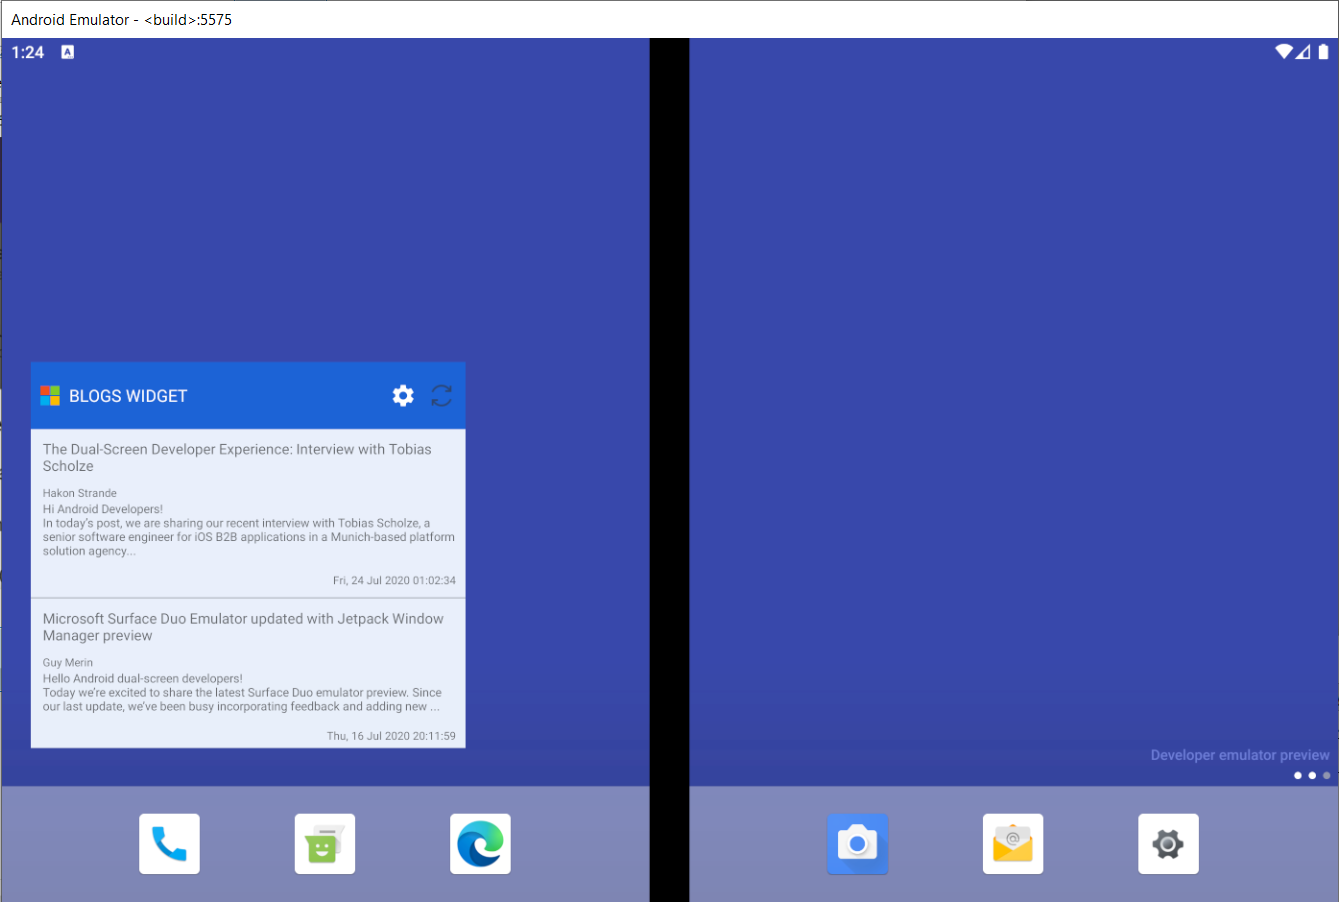 Android Emulator - <build>:5575
1:24
BLOGS WIDGET
The Dual-Screen Developer Experience: Interview with Tobias
Scholze
Hakon Strande
Hi Android Developers!
In today's post, we are sharing our recent interview with Tobias Scholze, a
senior software engineer for iOS B2B applications in a Munich-based platform
solution agency...
Fri, 24 Jul 2020 01:02:34
Microsoft Surface Duo Emulator updated with Jetpack Window
Manager preview
Guy Merin
Hello Android dual-screen developers!
Today we're excited to share the latest Surface Duo emulator preview. Since
our last update, we've been busy incorporating feedback and adding new ...
Thu, 16 Jul 2020 20:11:59
Developer emulator preview